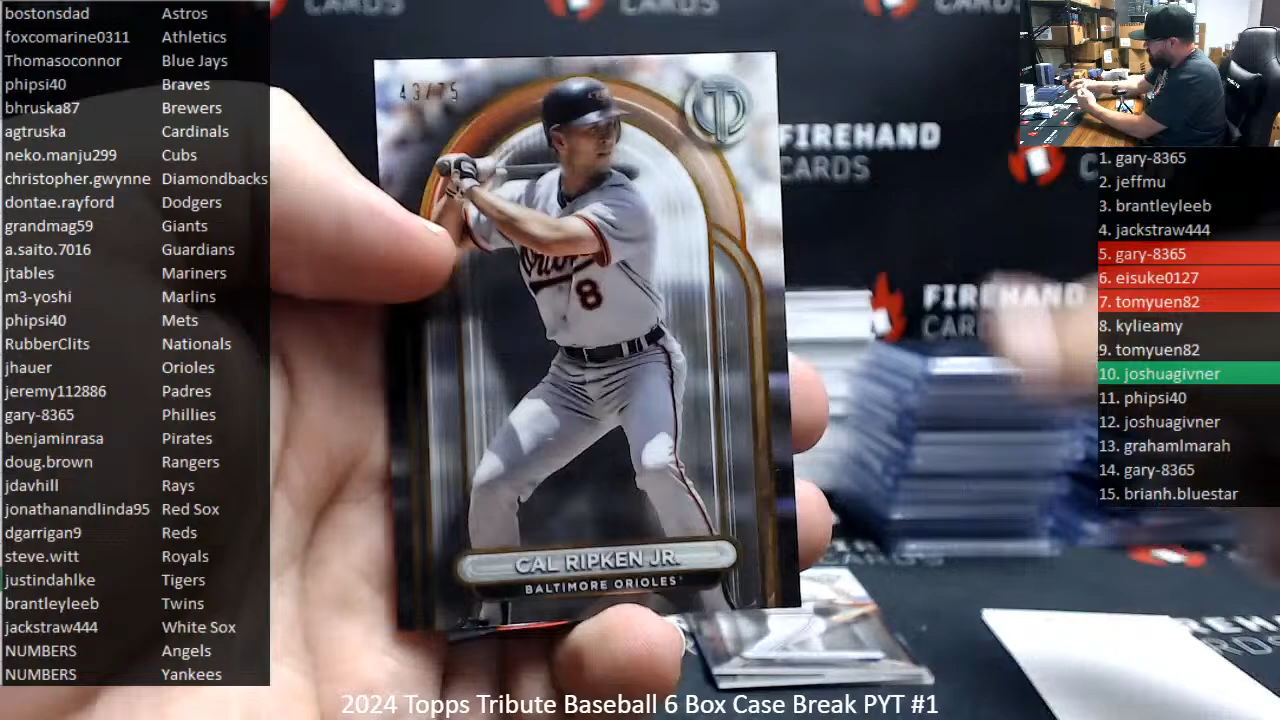 bostonsdad Astros
foxcomarine0311 Athletics
Thomasoconnor Blue Jays
phipsi40 Braves
bhruska87 Brewers
agtruska Cardinals
neko.manju299 Cubs
christopher.gwynne Diamondbacks
dontae.rayford Dodgers
grandmag59 Giants
a.saito.7016 Guardians
jtables Mariners
m3-yoshi Marlins
phipsi40 Mets
RubberClits Nationals
jhauer Orioles
jeremy112886 Padres
gary-8365 Phillies
benjaminrasa Pirates
doug.brown Rangers
jdavhill Rays
jonathanandlinda95 Red Sox
dgarrigan9 Reds
steve.witt Royals
justindahlke Tigers
brantleyleeb Twins
jackstraw444 White Sox
NUMBERS Angels
NUMBERS Yankees
CARDS
CARDS
CARD
43/75
8
CAL RIPKEN JR.
BALTIMORE ORIOLES
FIREHAND
CARDS
FIREHAND
CARD
1. gary-8365
2. jeffmu
3. brantleyleeb
4. jackstraw444
5. gary-8365
6. eisuke0127
7. tomyuen82
8. kylieamy
9. tomyuen82
10. joshuagivner
11. phipsi40
12. joshuagivner
13. grahamlmarah
14. gary-8365
15. brianh.bluestar
2024 Topps Tribute Baseball 6 Box Case Break PYT #1